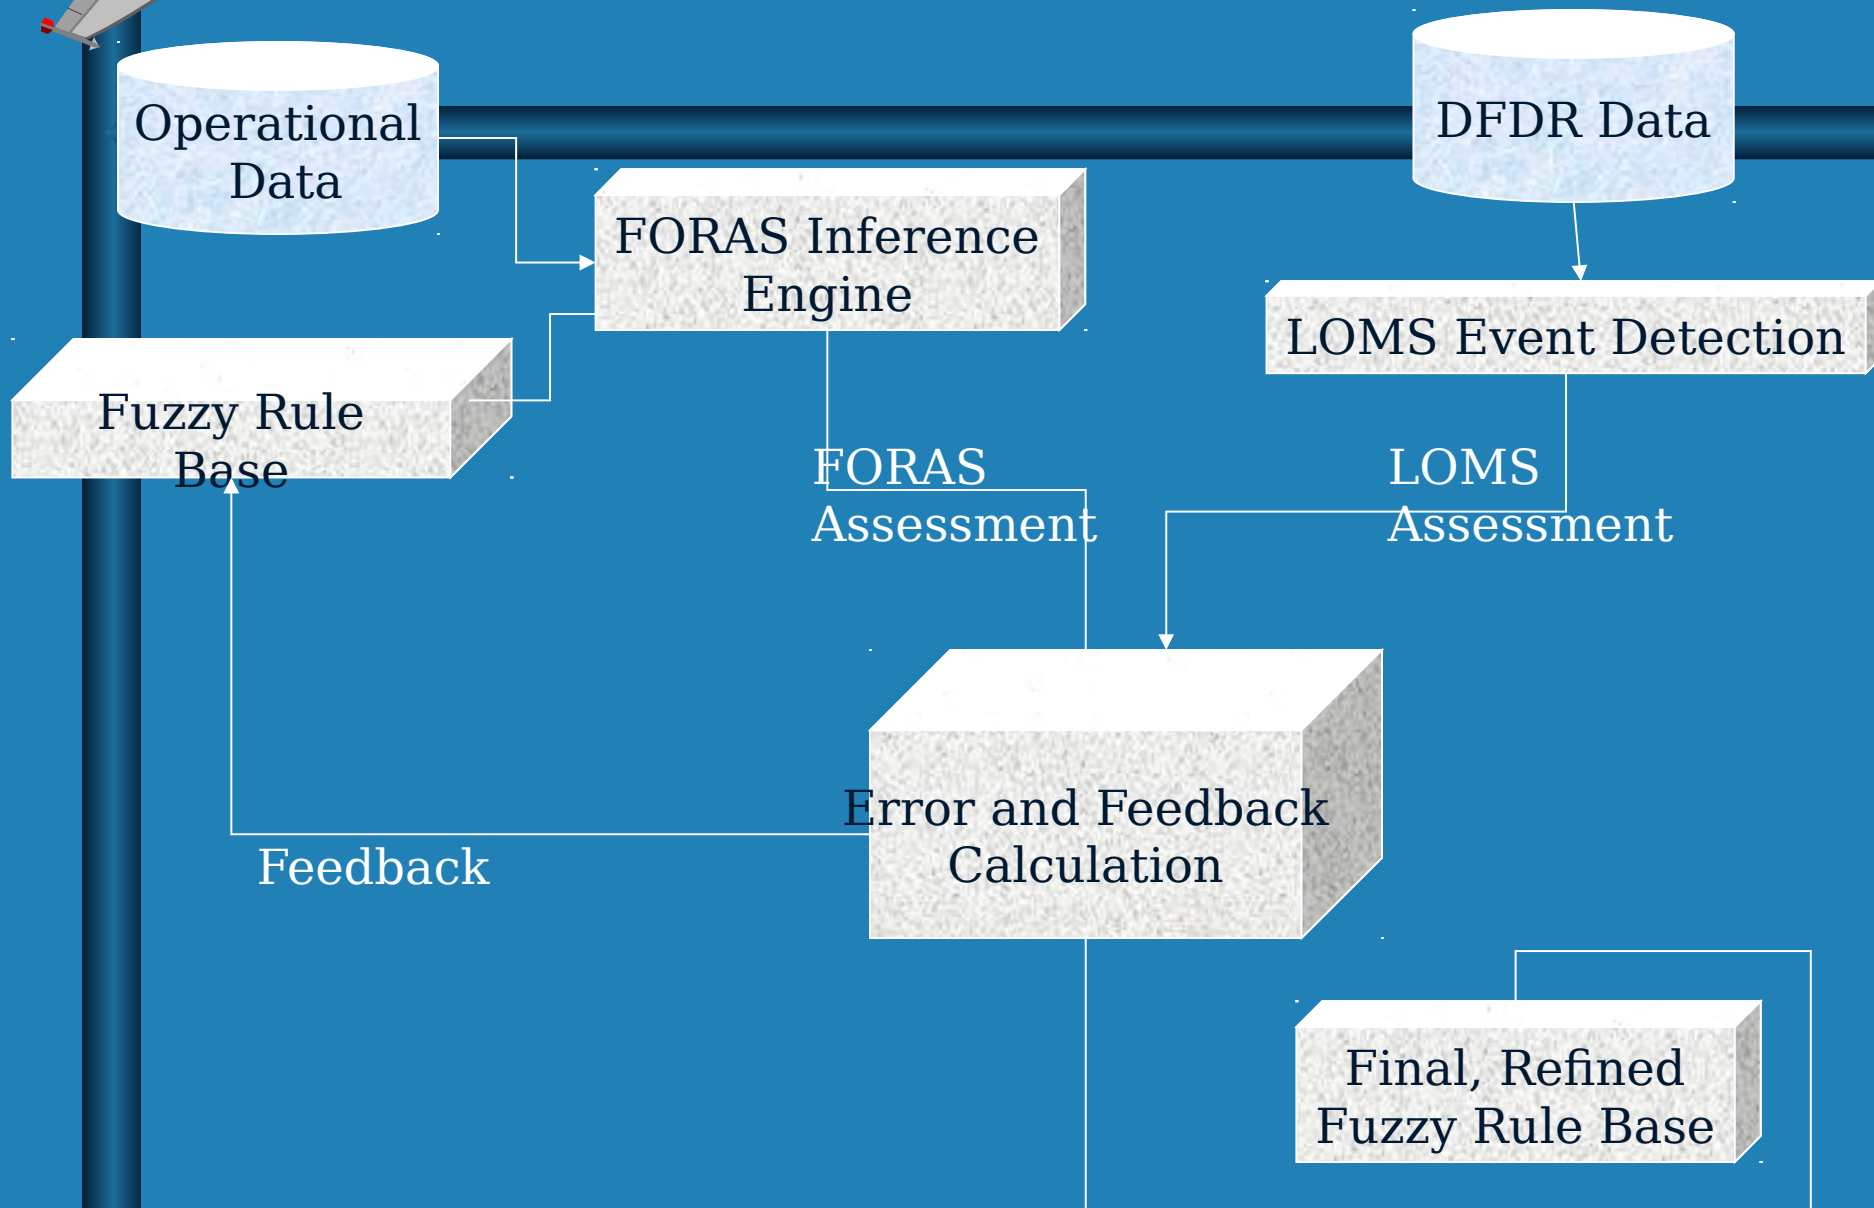 Operational
Data
DFDR Data
FORAS Inference
Engine
LOMS Event Detection
Fuzzy Rule
Base
FORAS
Assessment
LOMS
Assessment
Error and Feedback
Calculation
Feedback
Final, Refined
Fuzzy Rule Base